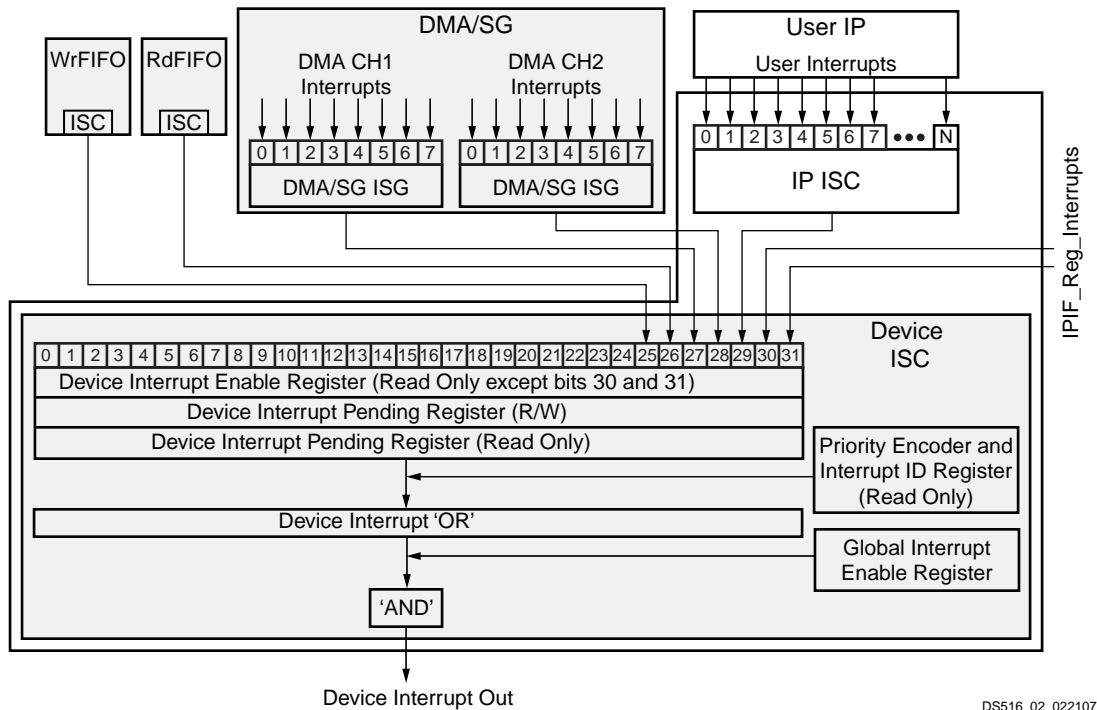 DMA/SG
User IP
WrFIFO
RdFIFO
DMA CH1
Interrupts
DMA CH2
Interrupts
User Interrupts
ISC
ISC
0 1 2 3 4 5 6 7
0 1 2 3 4 5 6 7
0 1 2 3 4 5 6 7 ●●● N
DMA/SG ISG
DMA/SG ISG
IP ISC
IPIF_Reg_Interrupts
Device
ISC
0 1 2 3 4 5 6 7 8 9 10 11 12 13 14 15 16 17 18 19 20 21 22 23 24 25 26 27 28 29 30 31
Device Interrupt Enable Register (Read Only except bits 30 and 31)
Device Interrupt Pending Register (R/W)
Device Interrupt Pending Register (Read Only)
Priority Encoder and
Interrupt ID Register
(Read Only)
Device Interrupt ‘OR’
Global Interrupt
Enable Register
‘AND’
Device Interrupt Out
DS516_02_022107